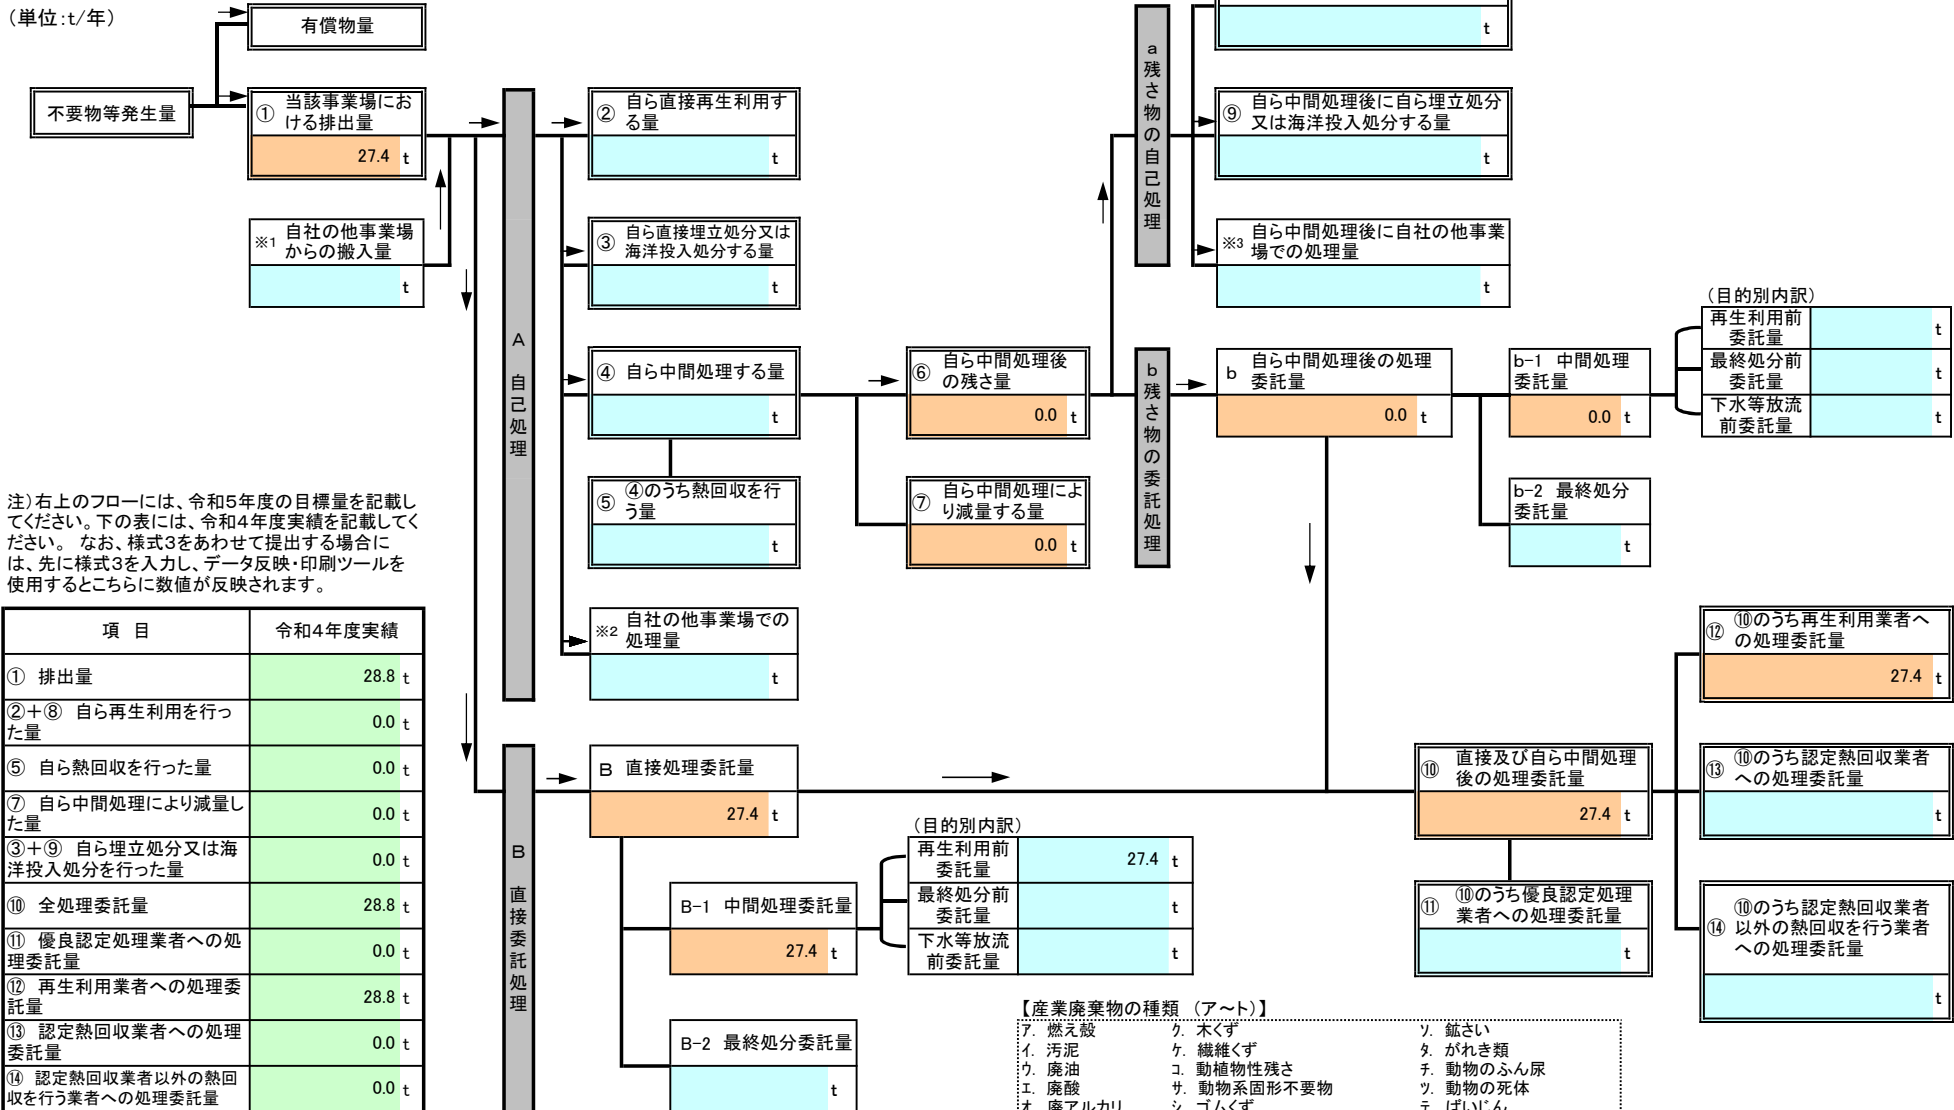 （単位:t/年）
有償物量
不要物等発生量
① 当該事業場にお
ける排出量
27.4 t
※1 自社の他事業場
からの搬入量
t
A 自己処理
② 自ら直接再生利用す
る量
t
③ 自ら直接埋立処分又は
海洋投入処分する量
t
④ 自ら中間処理する量
t
⑤ ④のうち熱回収を行
う量
t
※2 自社の他事業場での
処理量
t
⑥ 自ら中間処理後
の残さ量
0.0 t
⑦ 自ら中間処理によ
り減量する量
0.0 t
a 残さ物の自己処理
t
⑨ 自ら中間処理後に自ら埋立処分
又は海洋投入処分する量
t
※3 自ら中間処理後に自社の他事業
場での処理量
t
b 残さ物の委託処理
b 自ら中間処理後の処理
委託量
0.0 t
b-1 中間処理
委託量
0.0 t
b-2 最終処分
委託量
t
（目的別内訳）
再生利用前
委託量
t
最終処分前
委託量
t
下水等放流
前委託量
t
注）右上のフローには、令和5年度の目標量を記載し
てください。下の表には、令和4年度実績を記載してく
ださい。 なお、様式3をあわせて提出する場合に
は、先に様式3を入力し、データ反映・印刷ツールを
使用するとこちらに数値が反映されます。
項 目 令和4年度実績
① 排出量 28.8 t
②＋⑧ 自ら再生利用を行っ
た量 0.0 t
⑤ 自ら熱回収を行った量 0.0 t
⑦ 自ら中間処理により減量し
た量 0.0 t
③＋⑨ 自ら埋立処分又は海
洋投入処分を行った量 0.0 t
⑩ 全処理委託量 28.8 t
⑪ 優良認定処理業者への処
理委託量 0.0 t
⑫ 再生利用業者への処理委
託量 28.8 t
⑬ 認定熱回収業者への処理
委託量 0.0 t
⑭ 認定熱回収業者以外の熱回
収を行う業者への処理委託量 0.0 t
B 直接委託処理
B 直接処理委託量
27.4 t
B-1 中間処理委託量
27.4 t
B-2 最終処分委託量
t
（目的別内訳）
再生利用前
委託量
27.4 t
最終処分前
委託量
t
下水等放流
前委託量
t
⑩ 直接及び自ら中間処理
後の処理委託量
27.4 t
⑪ ⑩のうち優良認定処理
業者への処理委託量
t
⑫ ⑩のうち再生利用業者へ
の処理委託量
27.4 t
⑬ ⑩のうち認定熱回収業者
への処理委託量
t
⑭ ⑩のうち認定熱回収業者
以外の熱回収を行う業者
への処理委託量
t
【産業廃棄物の種類 （ア～ト）】
ア. 燃え殻 ク. 木くず ソ. 鉱さい
イ. 汚泥 ケ. 繊維くず タ. がれき類
ウ. 廃油 コ. 動植物性残さ チ. 動物のふん尿
エ. 廃酸 サ. 動物系固形不要物 ツ. 動物の死体
オ. 廃アルカリ シ. ゴムくず テ. ばいじん